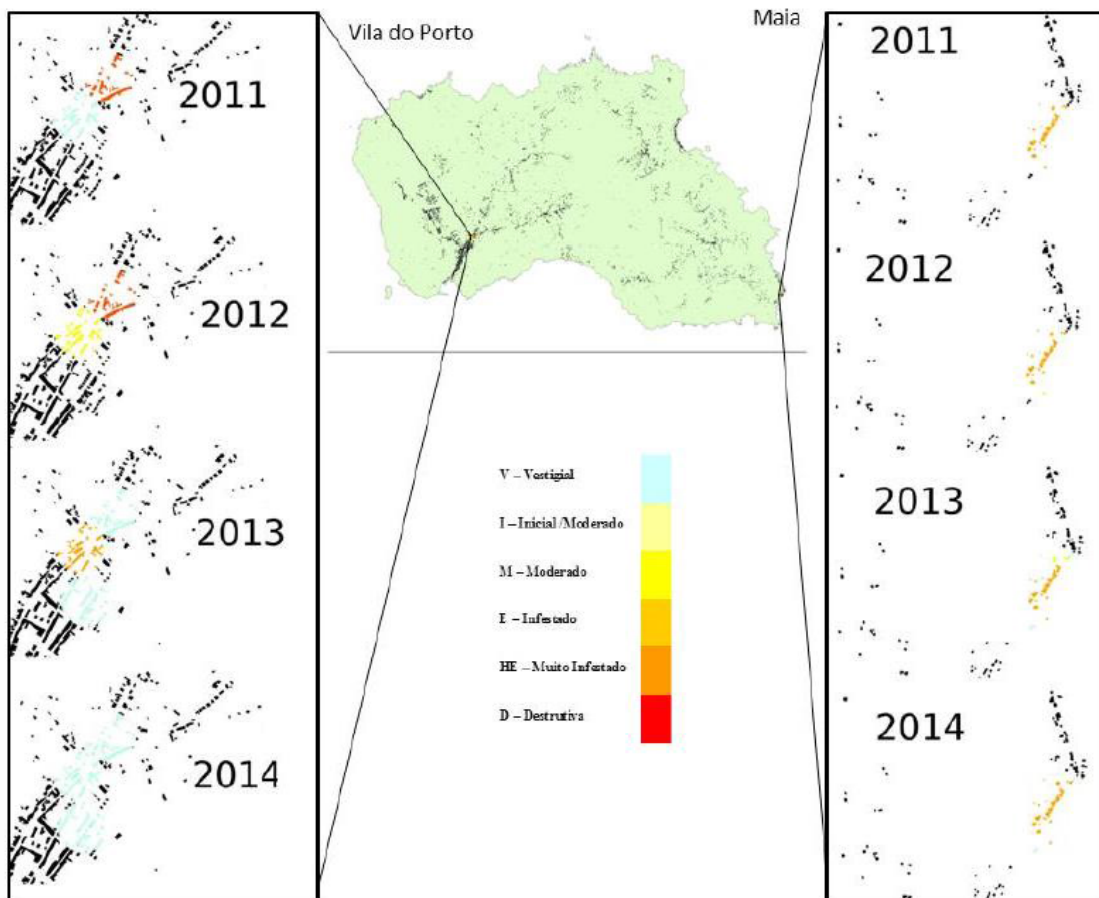 Vila do Porto
Maia
2011
2012
2013
2014
V – Vestigial
I – Inicial /Moderado
M – Moderado
E – Infestado
HE – Muito Infestado
D – Destrutiva
2011
2012
2013
2014